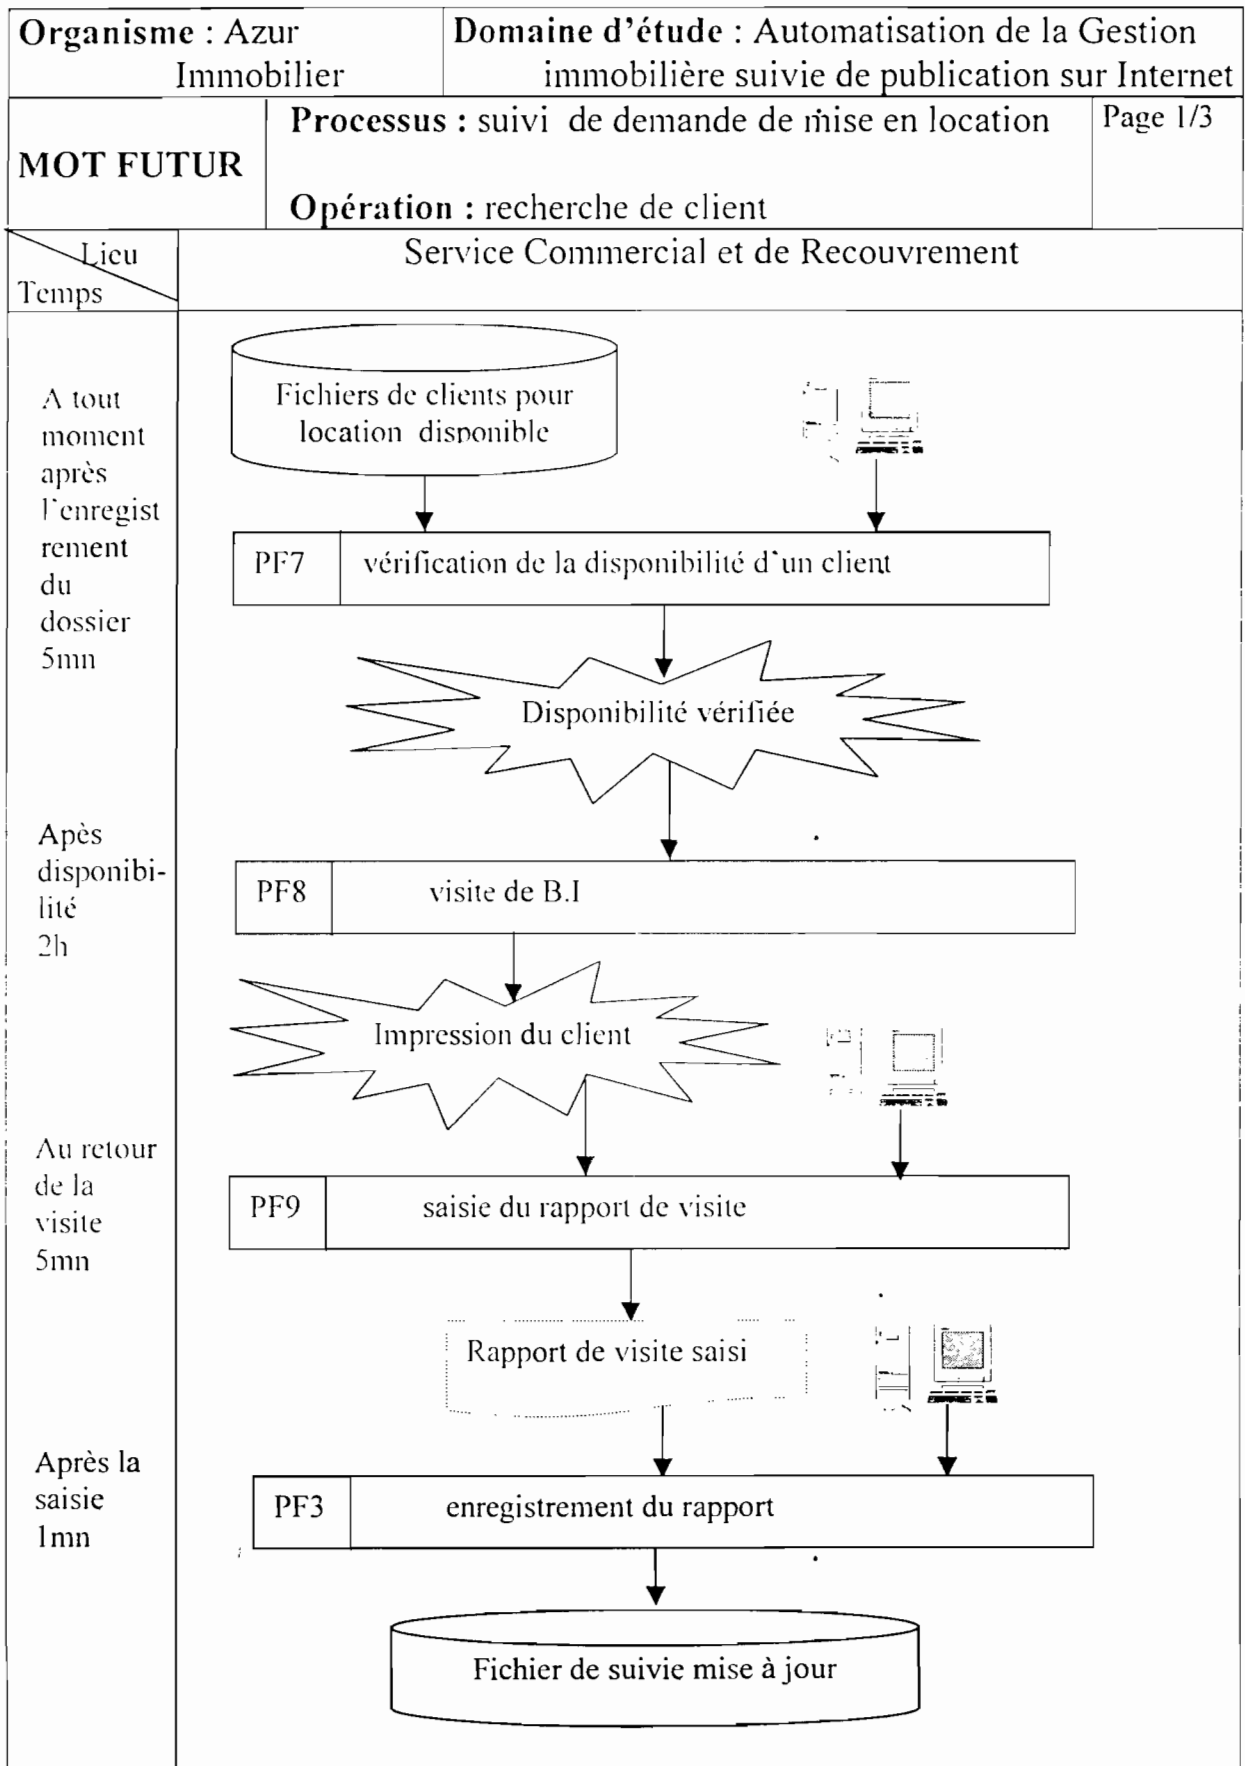 Organisme : Azur
Immobilier
Domaine d'étude : Automatisation de la Gestion
immobilière suivie de publication sur Internet
MOT FUTUR
Processus : suivi de demande de mise en location
Opération : recherche de client
Page 1/3
Lieu
Temps
Service Commercial et de Recouvrement
A tout
moment
après
l'enregist
rement
du
dossier
5mn
Fichiers de clients pour
location disponible
PF7
vérification de la disponibilité d'un client
Disponibilité vérifiée
Apès
disponibi-
lité
2h
PF8
visite de B.I
Impression du client
Au retour
de la
visite
5mn
PF9
saisie du rapport de visite
Rapport de visite saisi
Après la
saisie
1mn
PF3
enregistrement du rapport
Fichier de suivie mise à jour